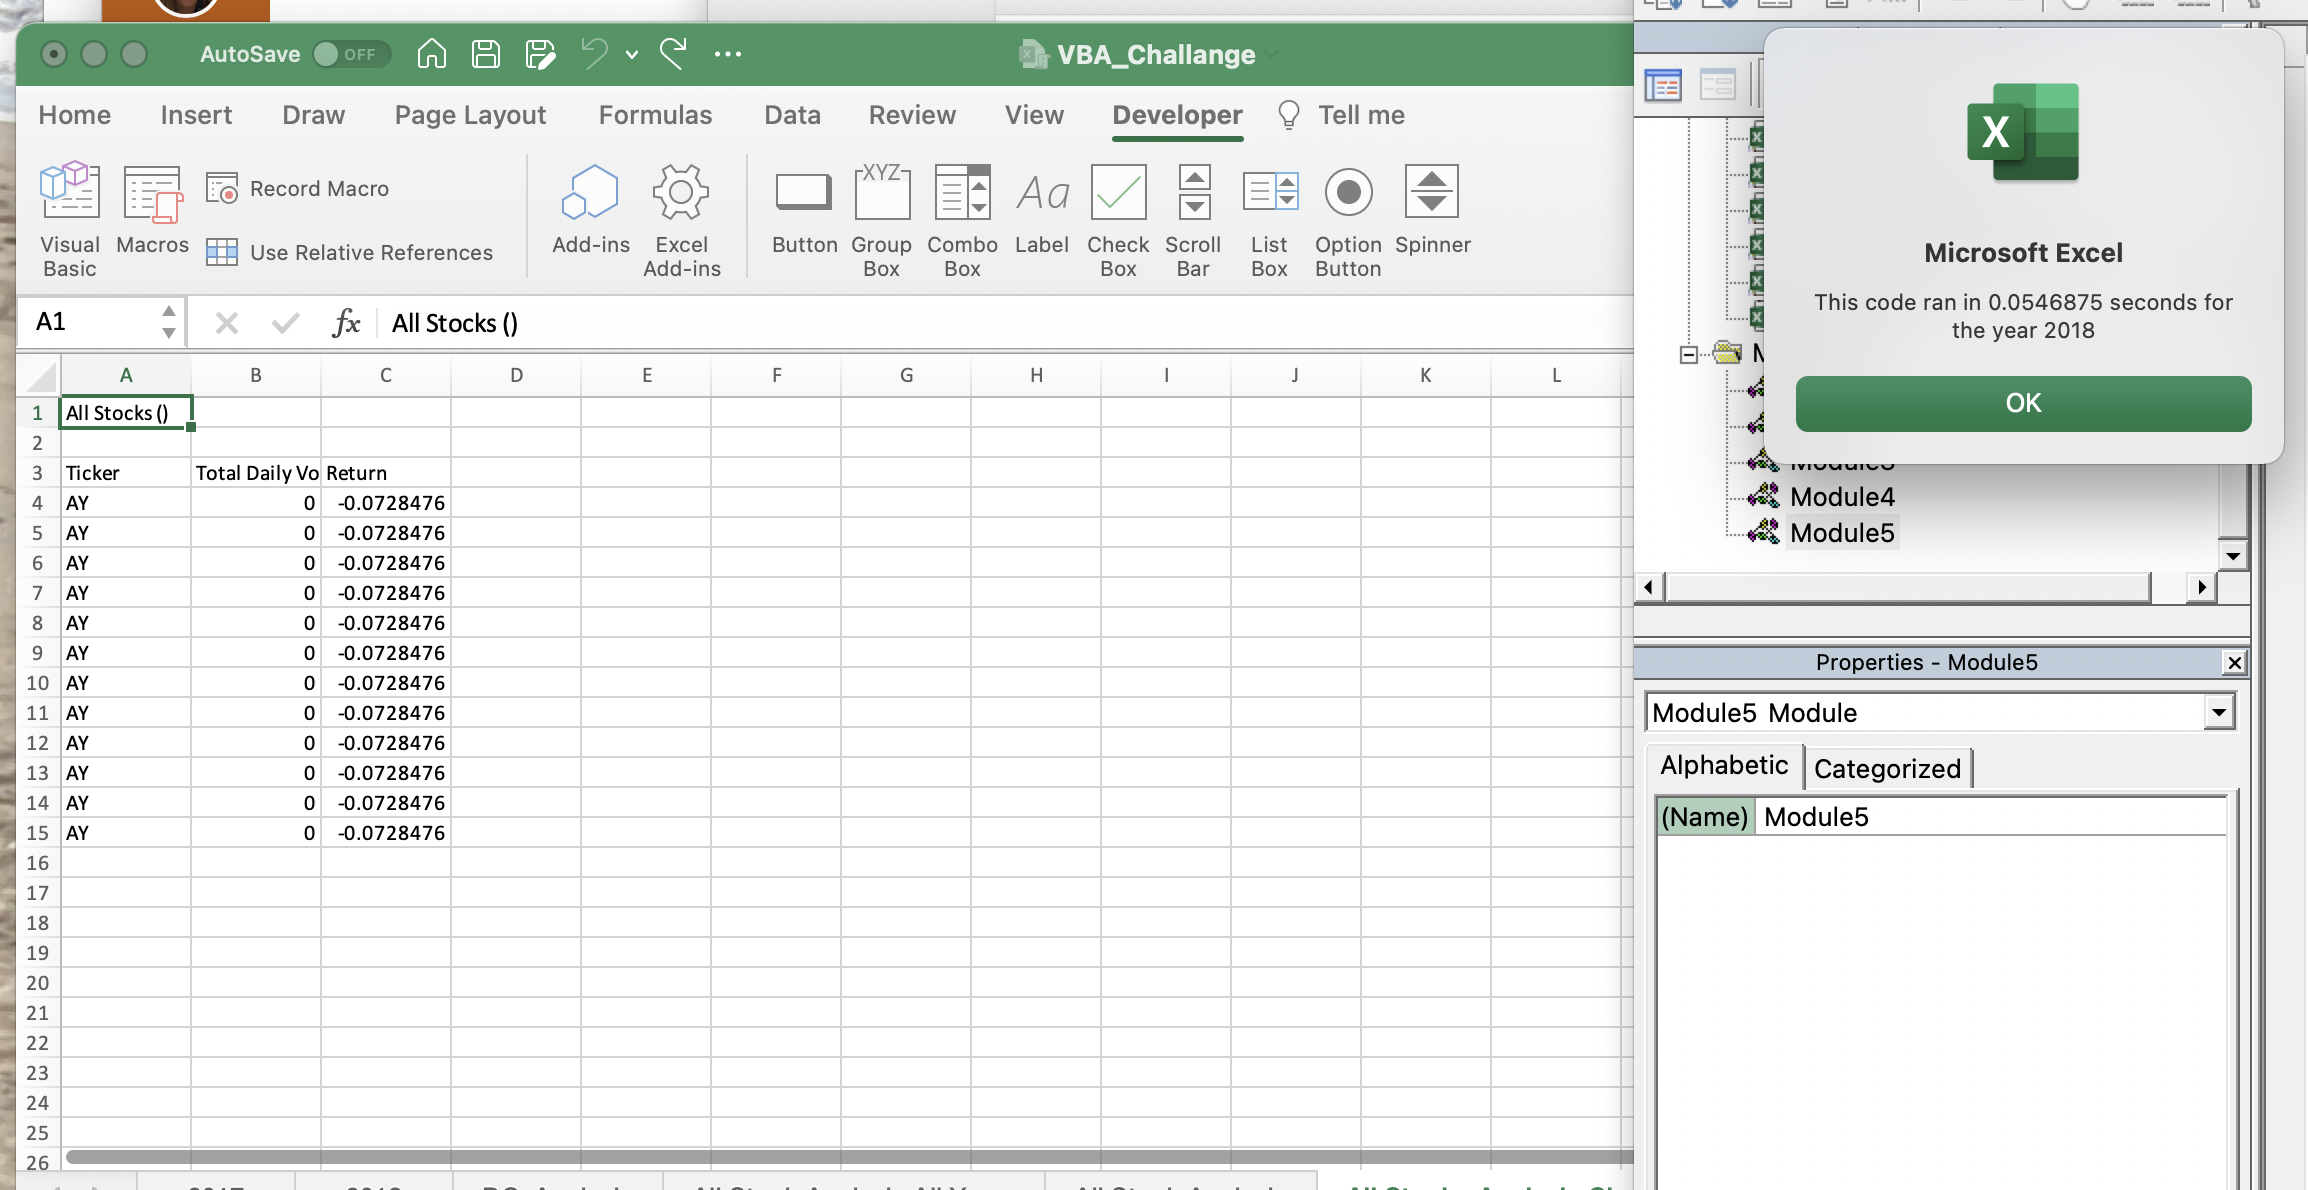 AutoSave OFF VBA_Challange
Home Insert Draw Page Layout Formulas Data Review View Developer Tell me
Visual Basic
Macros
Record Macro
Use Relative References
Add-ins
Excel Add-ins
XYZ
Aa
Button
Group Box
Combo Box
Label
Check Box
Scroll Bar
List Box
Option Button
Spinner
A1 fx All Stocks ()
A B C D E F G H I J K L
1 All Stocks ()
2
3 Ticker Total Daily Vo Return
4 AY 0 -0.0728476
5 AY 0 -0.0728476
6 AY 0 -0.0728476
7 AY 0 -0.0728476
8 AY 0 -0.0728476
9 AY 0 -0.0728476
10 AY 0 -0.0728476
11 AY 0 -0.0728476
12 AY 0 -0.0728476
13 AY 0 -0.0728476
14 AY 0 -0.0728476
15 AY 0 -0.0728476
16
17
18
19
20
21
22
23
24
25
26
X
Microsoft Excel
This code ran in 0.0546875 seconds for
the year 2018
OK
Module4
Module5
Properties - Module5
Module5 Module
Alphabetic Categorized
(Name) Module5